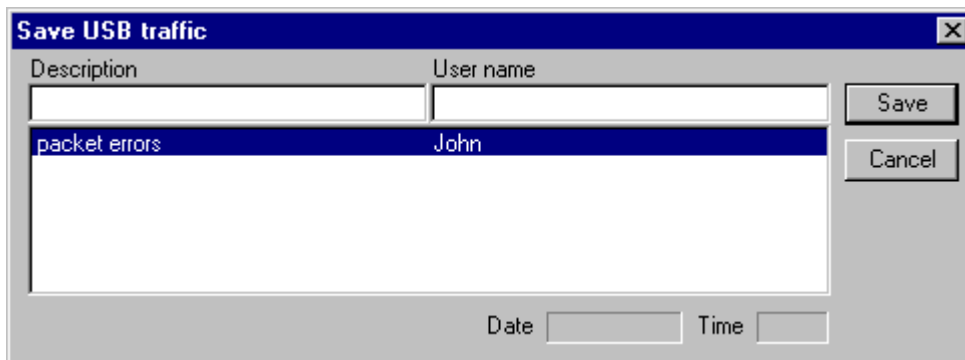 Save USB traffic
Description User name
Save
packet errors John
Cancel
Date Time